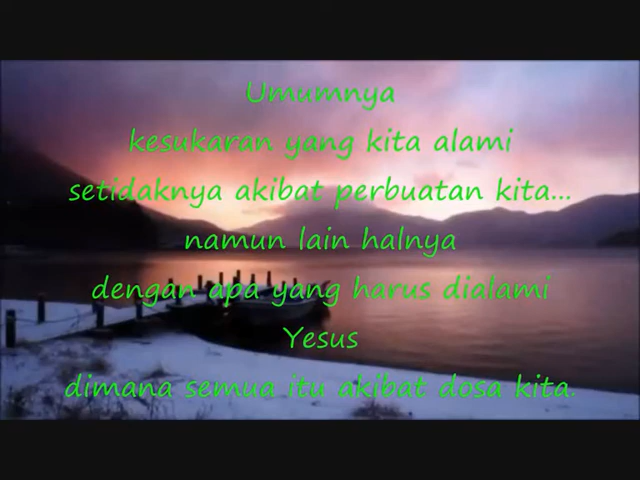 Umumnya
kesukaran yang kita alami
setidaknya akibat perbuatan kita...
namun lain halnya
dengan apa yang harus dialami
Yesus
dimana semua itu akibat dosa kita.